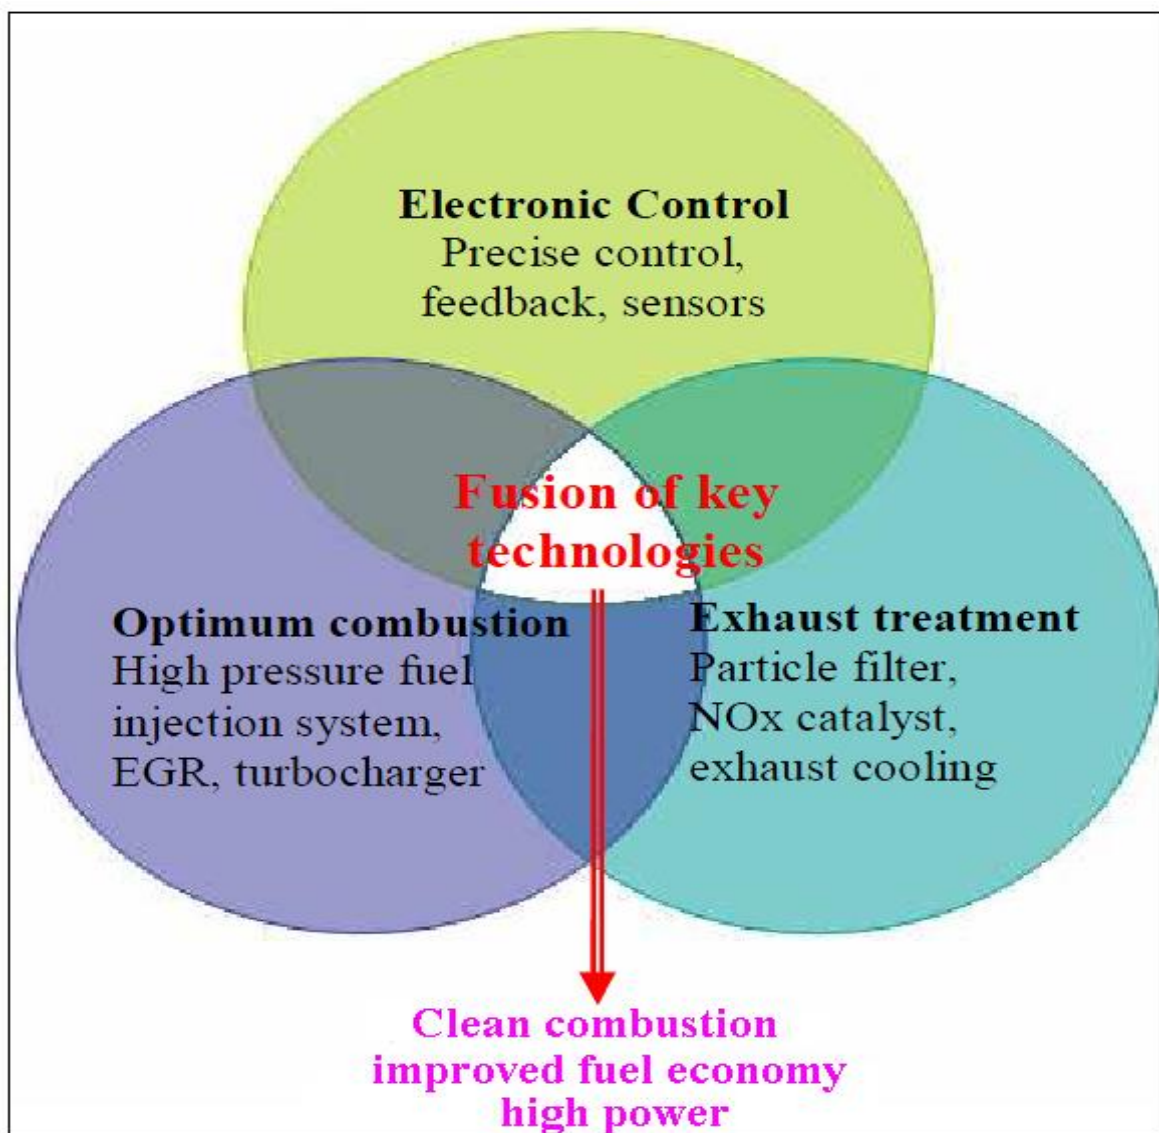 Electronic Control
Precise control,
feedback, sensors
Fusion of key
technologies
Optimum combustion
High pressure fuel
injection system,
EGR, turbocharger
Exhaust treatment
Particle filter,
NOx catalyst,
exhaust cooling
Clean combustion
improved fuel economy
high power